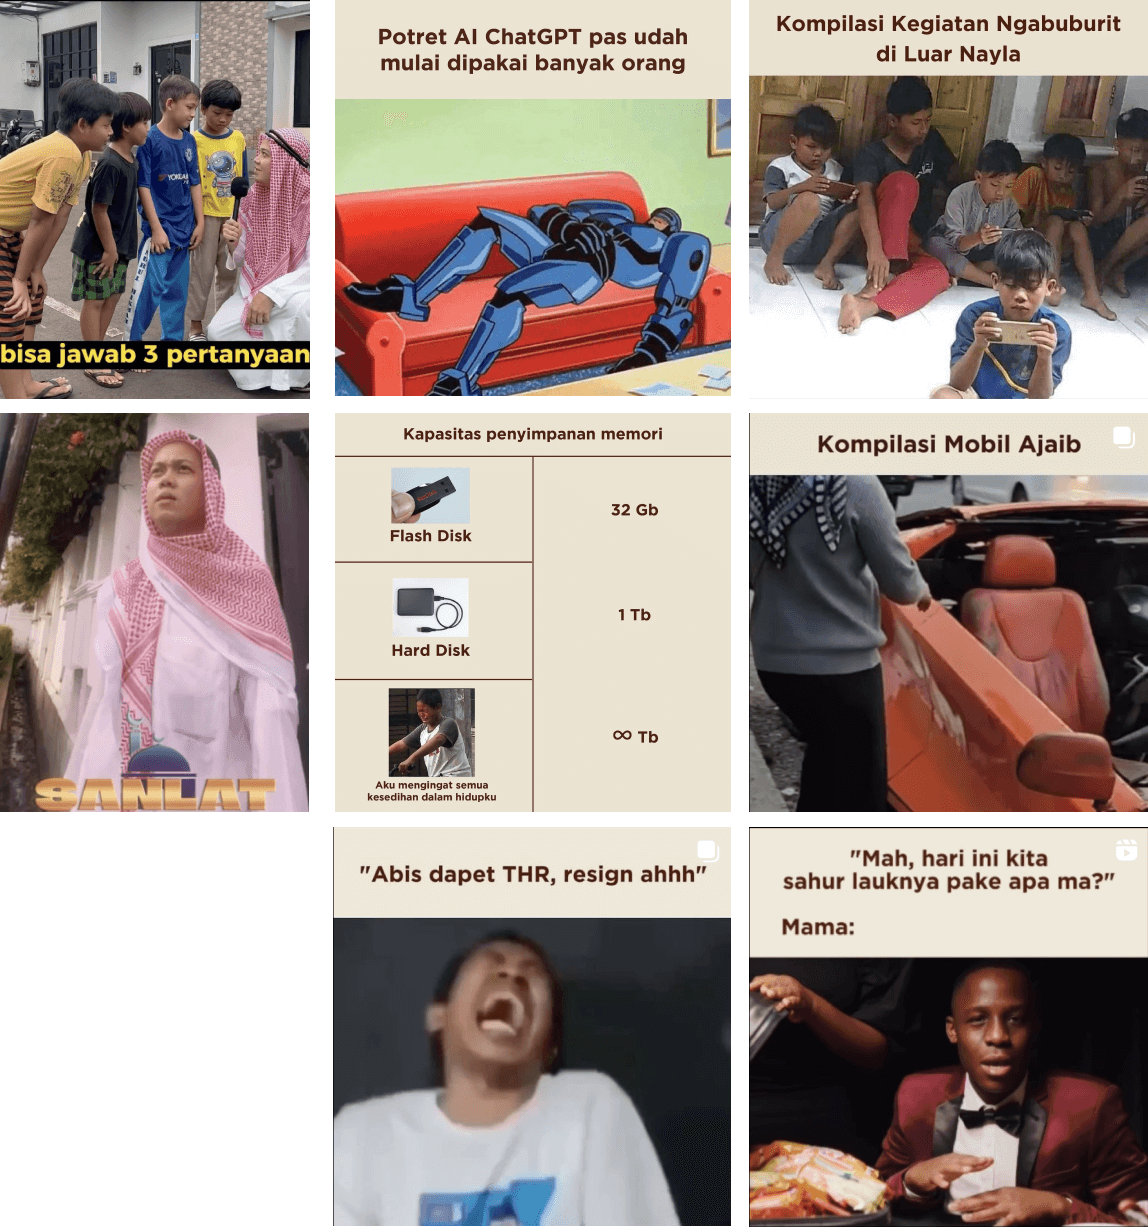 bisa jawab 3 pertanyaan
Potret AI ChatGPT pas udah
mulai dipakai banyak orang
Kompilasi Kegiatan Ngabuburit
di Luar Nayla
SANLAT
Kapasitas penyimpanan memori
Flash Disk
32 Gb
Hard Disk
1 Tb
Aku mengingat semua
kesedihan dalam hidupku
∞ Tb
Kompilasi Mobil Ajaib
"Abis dapet THR, resign ahhh"
"Mah, hari ini kita
sahur lauknya pake apa ma?"
Mama: